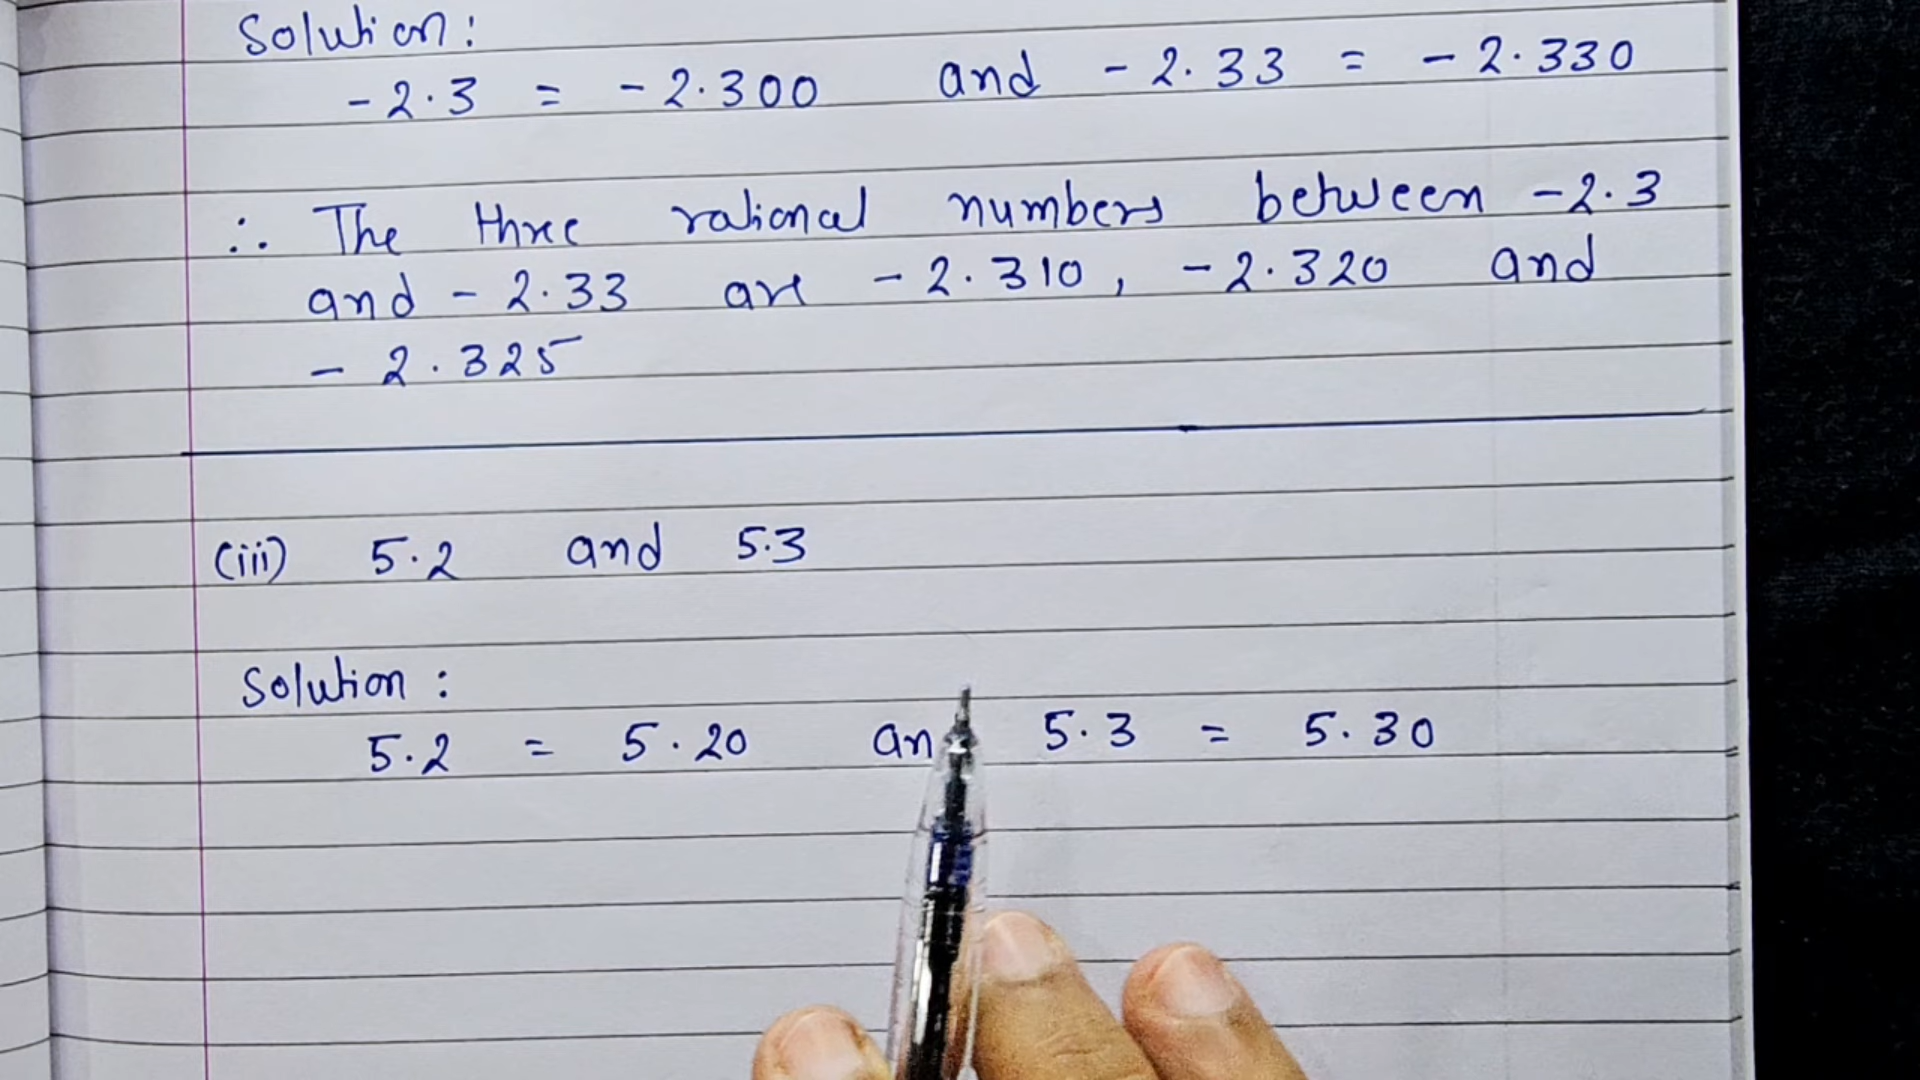 Solution:
-2.3 = -2.300 and -2.33 = -2.330
∴ The three rational numbers between -2.3
and -2.33 are -2.310, -2.320 and
-2.325
(iii) 5.2 and 5.3
Solution:
5.2 = 5.20 an 5.3 = 5.30